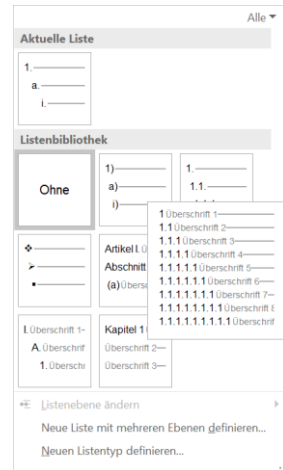 Alle
Aktuelle Liste
1.
a.
i.
Listenbibliothek
Ohne
1)
a)
i)
1.
1.1.
1 Überschrift 1
1.1 Überschrift 2
1.1.1 Überschrift 3
1.1.1.1 Überschrift 4
1.1.1.1.1 Überschrift 5
1.1.1.1.1.1 Überschrift 6
1.1.1.1.1.1.1 Überschrift 7
1.1.1.1.1.1.1.1 Überschrift 8
1.1.1.1.1.1.1.1.1 Überschrif
Artikel I. Ü
Abschnitt
(a) Übers
I. Überschrift 1
A. Überschrif
1. Überschr
Kapitel 1
Überschrift 2
Überschrift 3
Listenebene ändern
Neue Liste mit mehreren Ebenen definieren...
Neuen Listentyp definieren...